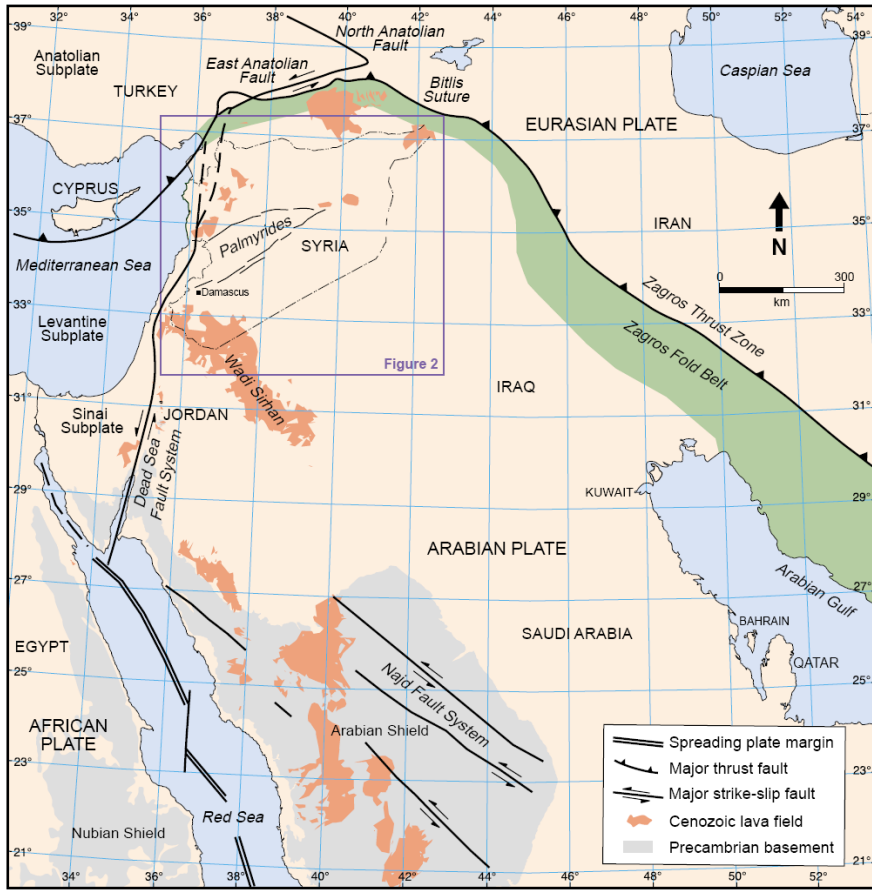 32°
34°
36°
38°
40°
42°
44°
46°
48°
50°
52°
54°
39°
37°
35°
33°
31°
29°
27°
25°
23°
21°
Anatolian
Subplate
TURKEY
East Anatolian
Fault
North Anatolian
Fault
Bitlis
Suture
Caspian Sea
EURASIAN PLATE
CYPRUS
Mediterranean Sea
Levantine
Subplate
Palmyrides
SYRIA
Damascus
Figure 2
IRAN
N
0
300
km
Zagros Thrust Zone
Zagros Fold Belt
Wadi Sirhan
IRAQ
Sinai
Subplate
JORDAN
Dead Sea
Fault System
KUWAIT
ARABIAN PLATE
Arabian Gulf
SAUDI ARABIA
BAHRAIN
QATAR
EGYPT
AFRICAN
PLATE
Najd Fault System
Arabian Shield
Red Sea
Nubian Shield
Spreading plate margin
Major thrust fault
Major strike-slip fault
Cenozoic lava field
Precambrian basement
39°
37°
35°
33°
31°
29°
27°
25°
23°
21°
34°
36°
38°
40°
42°
44°
46°
48°
50°
52°